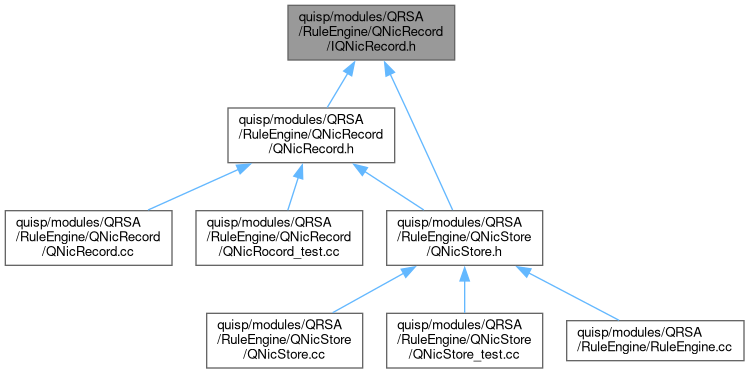 quisp/modules/QRSA
/RuleEngine/QNicRecord
/IQNicRecord.h
quisp/modules/QRSA
/RuleEngine/QNicRecord
/QNicRecord.h
quisp/modules/QRSA
/RuleEngine/QNicRecord
/QNicRecord.cc
quisp/modules/QRSA
/RuleEngine/QNicRecord
/QNicRocord_test.cc
quisp/modules/QRSA
/RuleEngine/QNicStore
/QNicStore.h
quisp/modules/QRSA
/RuleEngine/QNicStore
/QNicStore.cc
quisp/modules/QRSA
/RuleEngine/QNicStore
/QNicStore_test.cc
quisp/modules/QRSA
/RuleEngine/RuleEngine.cc